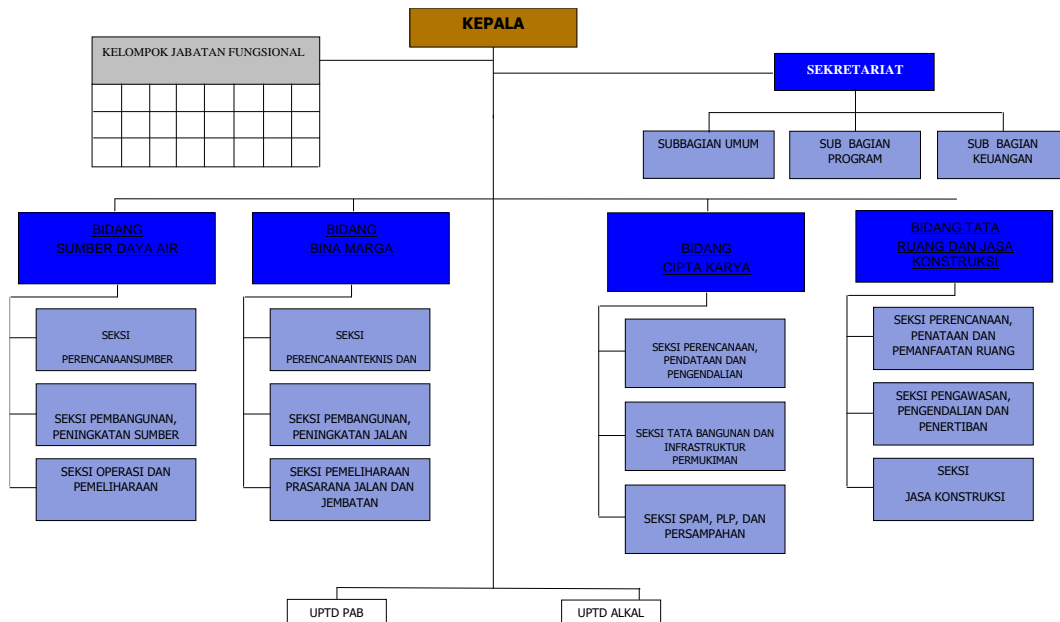 KEPALA
KELOMPOK JABATAN FUNGSIONAL
SEKRETARIAT
SUBBAGIAN UMUM
SUB BAGIAN
PROGRAM
SUB BAGIAN
KEUANGAN
BIDANG
SUMBER DAYA AIR
BIDANG
BINA MARGA
BIDANG
CIPTA KARYA
BIDANG TATA
RUANG DAN JASA
KONSTRUKSI
SEKSI
PERENCANAANSUMBER
SEKSI PEMBANGUNAN,
PENINGKATAN SUMBER
SEKSI OPERASI DAN
PEMELIHARAAN
SEKSI
PERENCANAANTEKNIS DAN
SEKSI PEMBANGUNAN,
PENINGKATAN JALAN
SEKSI PEMELIHARAAN
PRASARANA JALAN DAN
JEMBATAN
SEKSI PERENCANAAN,
PENDATAAN DAN
PENGENDALIAN
SEKSI TATA BANGUNAN DAN
INFRASTRUKTUR
PERMUKIMAN
SEKSI SPAM, PLP, DAN
PERSAMPAHAN
SEKSI PERENCANAAN,
PENATAAN DAN
PEMANFAATAN RUANG
SEKSI PENGAWASAN,
PENGENDALIAN DAN
PENERTIBAN
SEKSI
JASA KONSTRUKSI
UPTD PAB
UPTD ALKAL